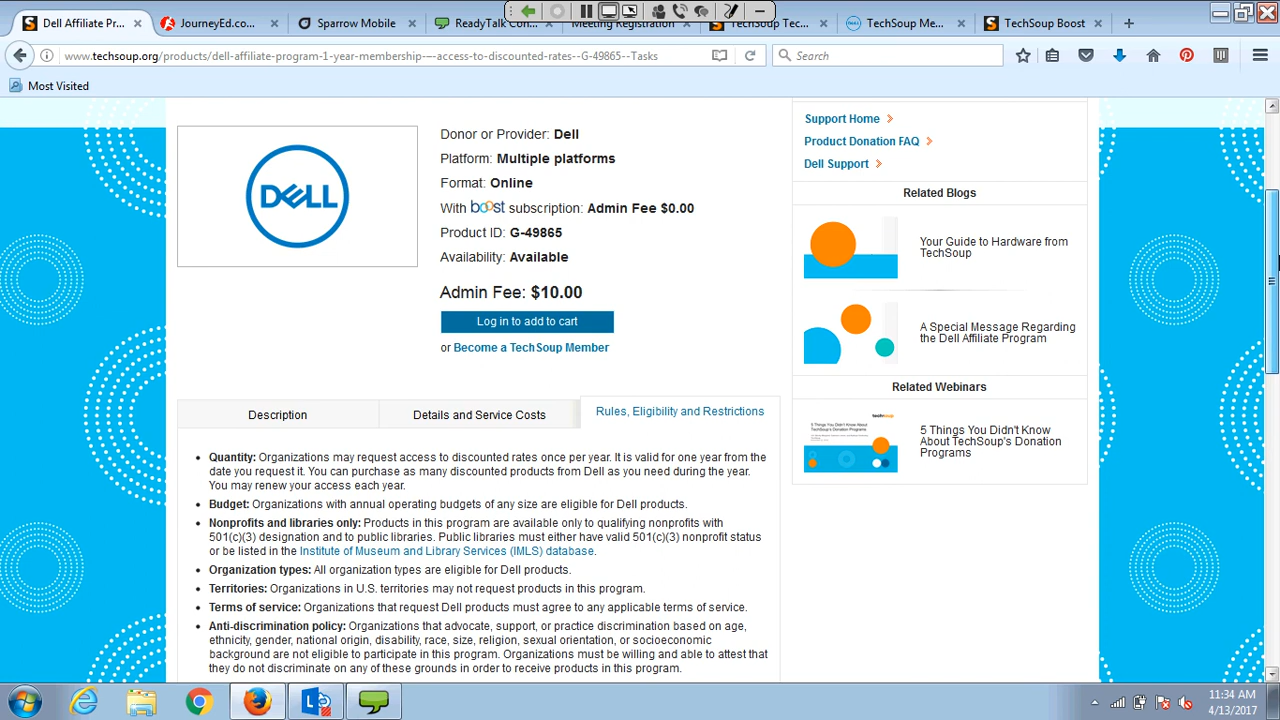 Dell Affiliate Pr...
JourneyEd.co...
Sparrow Mobile
ReadyTalk Con...
Meeting Registration
TechSoup Tec...
TechSoup Me...
TechSoup Boost
www.techsoup.org/products/dell-affiliate-program-1-year-membership---access-to-discounted-rates--G-49865--Tasks
Search
Most Visited
DELL
Donor or Provider: Dell
Platform: Multiple platforms
Format: Online
With boost subscription: Admin Fee $0.00
Product ID: G-49865
Availability: Available
Admin Fee: $10.00
Log in to add to cart
or Become a TechSoup Member
Support Home
Product Donation FAQ
Dell Support
Related Blogs
Your Guide to Hardware from
TechSoup
A Special Message Regarding
the Dell Affiliate Program
Related Webinars
techsoup
5 Things You Didn't Know
About TechSoup's Donation
Programs
5 Things You Didn't Know
About TechSoup's Donation
Programs
Description
Details and Service Costs
Rules, Eligibility and Restrictions
• Quantity: Organizations may request access to discounted rates once per year. It is valid for one year from the
date you request it. You can purchase as many discounted products from Dell as you need during the year.
You may renew your access each year.
• Budget: Organizations with annual operating budgets of any size are eligible for Dell products.
• Nonprofits and libraries only: Products in this program are available only to qualifying nonprofits with
501(c)(3) designation and to public libraries. Public libraries must either have valid 501(c)(3) nonprofit status
or be listed in the Institute of Museum and Library Services (IMLS) database.
• Organization types: All organization types are eligible for Dell products.
• Territories: Organizations in U.S. territories may not request products in this program.
• Terms of service: Organizations that request Dell products must agree to any applicable terms of service.
• Anti-discrimination policy: Organizations that advocate, support, or practice discrimination based on age,
ethnicity, gender, national origin, disability, race, size, religion, sexual orientation, or socioeconomic
background are not eligible to participate in this program. Organizations must be willing and able to attest that
they do not discriminate on any of these grounds in order to receive products in this program.
11:34 AM
4/13/2017